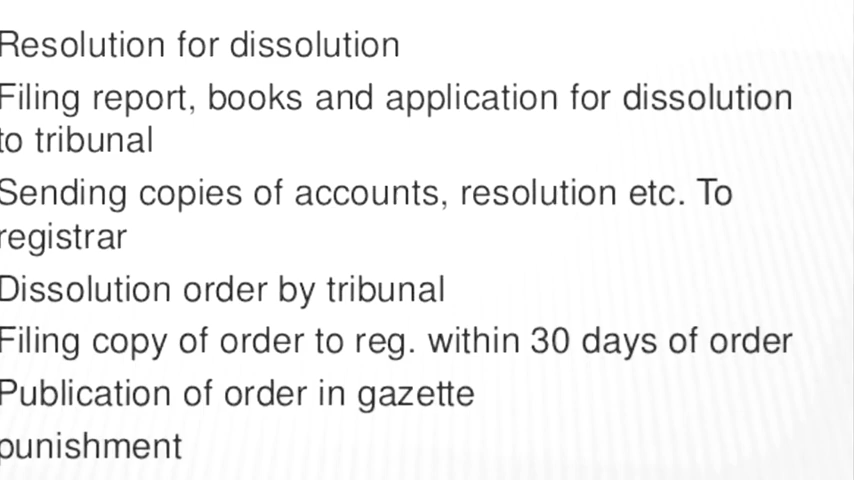 Resolution for dissolution
Filing report, books and application for dissolution
to tribunal
Sending copies of accounts, resolution etc. To
registrar
Dissolution order by tribunal
Filing copy of order to reg. within 30 days of order
Publication of order in gazette
punishment